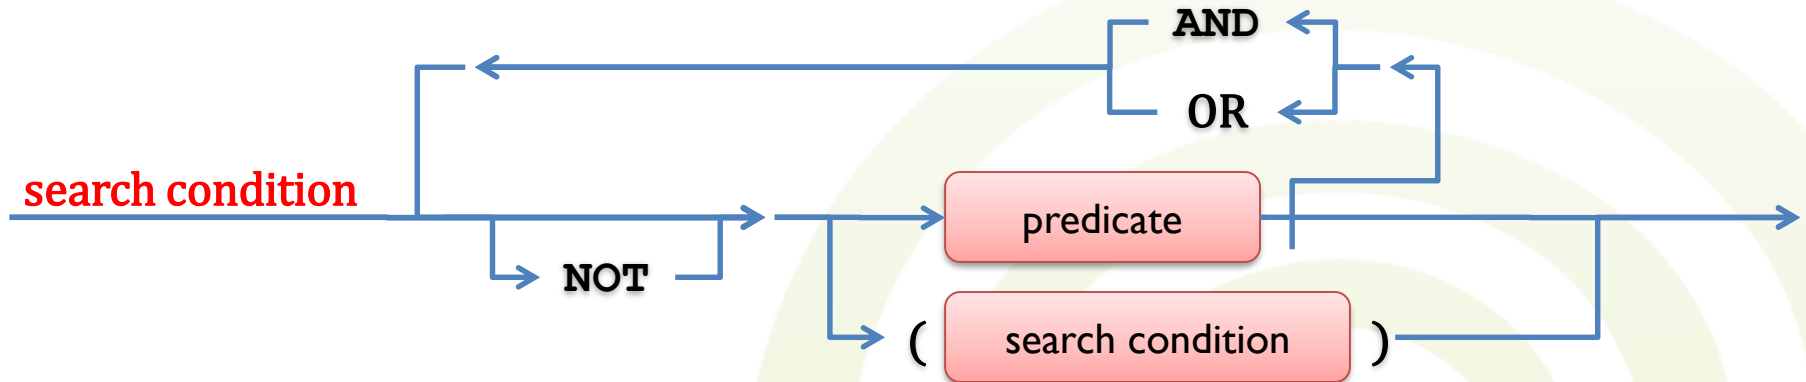 AND
OR
search condition
predicate
NOT
( search condition )